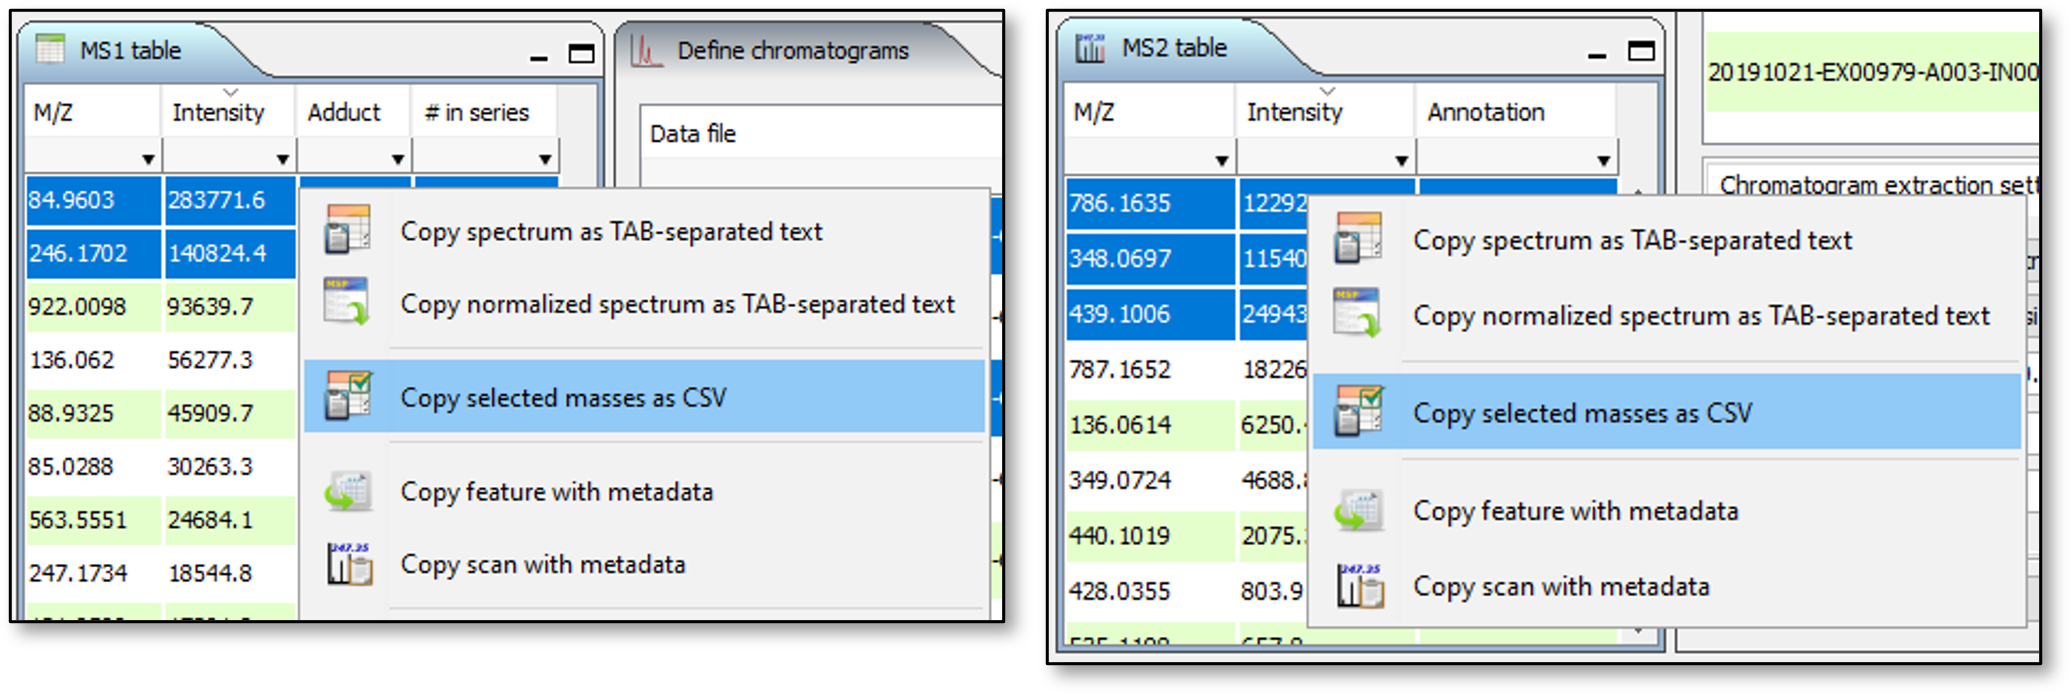 MS1 table
Define chromatograms
M/Z Intensity Adduct # in series
Data file
84.9603 283771.6
246.1702 140824.4
922.0098 93639.7
136.062 56277.3
88.9325 45909.7
85.0288 30263.3
563.5551 24684.1
247.1734 18544.8
Copy spectrum as TAB-separated text
Copy normalized spectrum as TAB-separated text
Copy selected masses as CSV
Copy feature with metadata
Copy scan with metadata
MS2 table
20191021-EX00979-A003-IN00
M/Z Intensity Annotation
Chromatogram extraction sett
786.1635 12292
348.0697 11540
439.1006 24943
787.1652 18226
136.0614 6250.
349.0724 4688.
440.1019 2075.
428.0355 803.9
Copy spectrum as TAB-separated text
Copy normalized spectrum as TAB-separated text
Copy selected masses as CSV
Copy feature with metadata
Copy scan with metadata